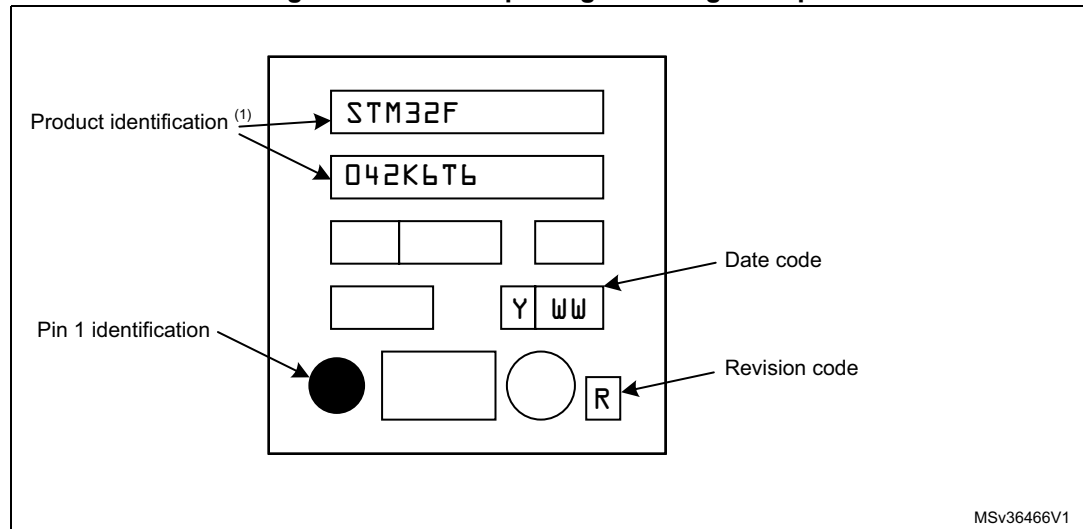 Product identification (1)
STM32F
042K6T6
Date code
Y WW
Pin 1 identification
Revision code
R
MSv36466V1